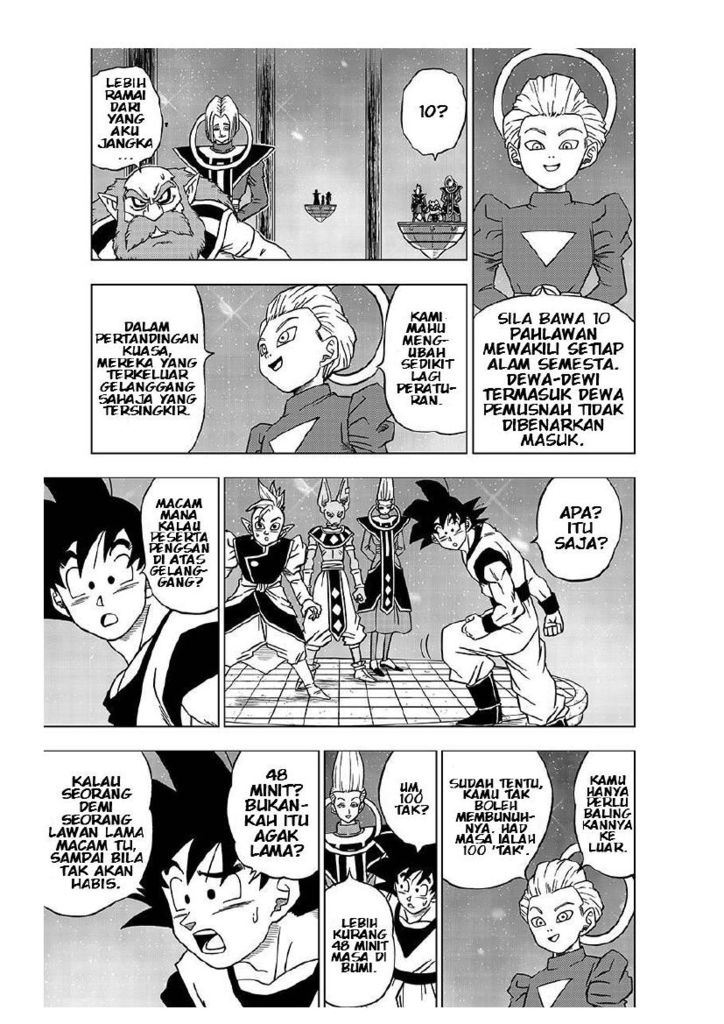 SILA BAWA 10
PAHLAWAN
MEWAKILI SETIAP
ALAM SEMESTA.
DEWA-DEWI
TERMASUK DEWA
PEMUSNAH TIDAK
DIBENARKAN
MASUK.
10?
LEBIH
RAMAI
DARI
YANG
AKU
JANGKA
...
KAMI
MAHU
MENG-
UBAH
SEDIKIT
LAGI
PERATU-
RAN.
DALAM
PERTANDINGAN
KUASA,
MEREKA YANG
TERKELUAR
GELANGGANG
SAHAJA YANG
TERSINGKIR.
APA?
ITU
SAJA?
MACAM
MANA
KALAU
PESERTA
PENGSAN
DI ATAS
GELANG-
GANG?
KAMU
HANYA
PERLU
BALING
KANNYA
KE
LUAR.
SUDAH TENTU,
KAMU TAK
BOLEH
MEMBUNUH-
NYA. HAD
MASA IALAH
100 'TAK'.
UM,
100
TAK?
LEBIH
KURANG
48 MINIT
MASA DI
BUMI.
48
MINIT?
BUKAN-
KAH ITU
AGAK
LAMA?
KALAU
SEORANG
DEMI
SEORANG
LAWAN LAMA
MACAM TU,
SAMPAI BILA
TAK AKAN
HABIS.